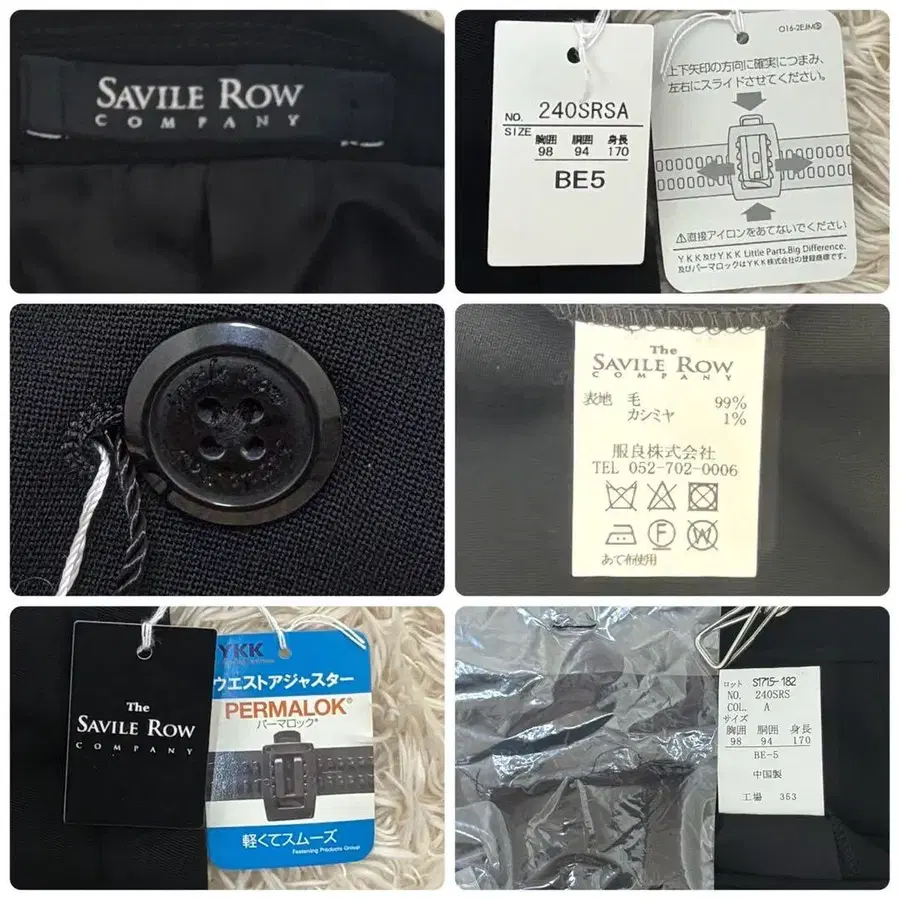 SAVILE ROW
COMPANY
NO. 240SRSA
SIZE
胸囲 胴囲 身長
98 94 170
BE5
016-2EJM⑤
上下矢印の方向に確実につまみ、
左右にスライドさせてください。
⚠直接アイロンをあてないでください
YKK及びYKK Little Parts. Big Difference.
及びパーマロックはYKK株式会社の登録商標です。
The
SAVILE ROW
COMPANY
表地 毛 99%
カシミヤ 1%
服良株式会社
TEL 052-702-0006
F
W
あて布使用
The
SAVILE ROW
COMPANY
YKK
ウエストアジャスター
PERMALOK®
パーマロック®
軽くてスムーズ
Fastening Products Group
ロット S1715-182
NO. 240SRS
COL. A
サイズ
胸囲 胴囲 身長
98 94 170
BE-5
中国製
工場 353